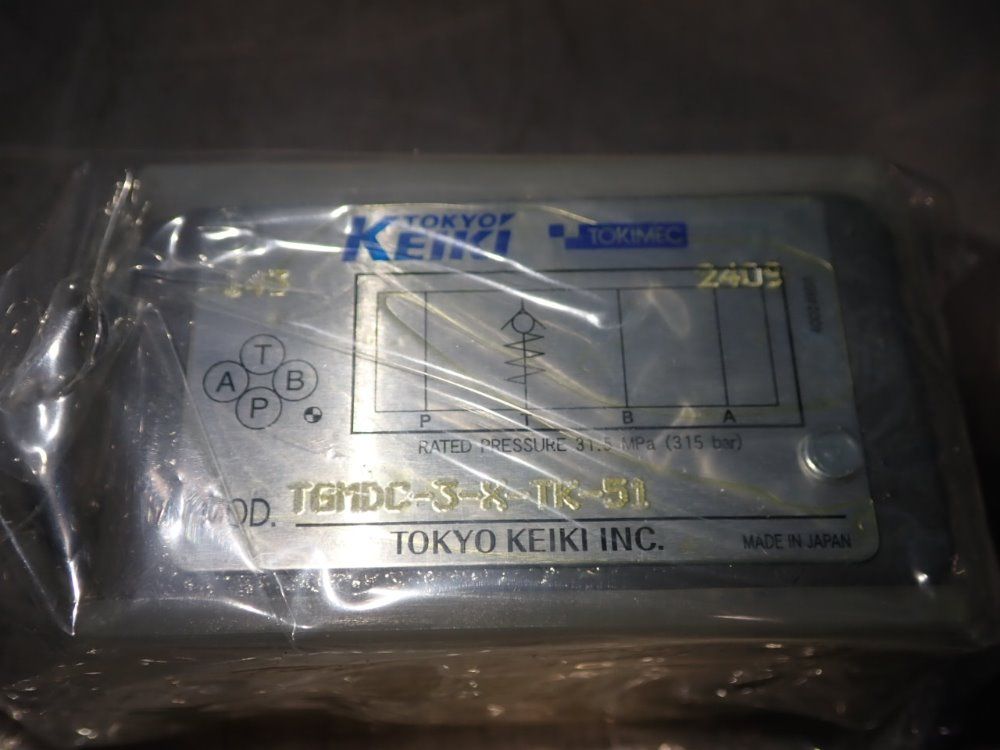 TOKYO KEIKI TOKIMEC
2409
T
A B
P
P T B A
RATED PRESSURE 31.5 MPa (315 bar)
MOD. TGMDC-3-X-TK-51
TOKYO KEIKI INC. MADE IN JAPAN